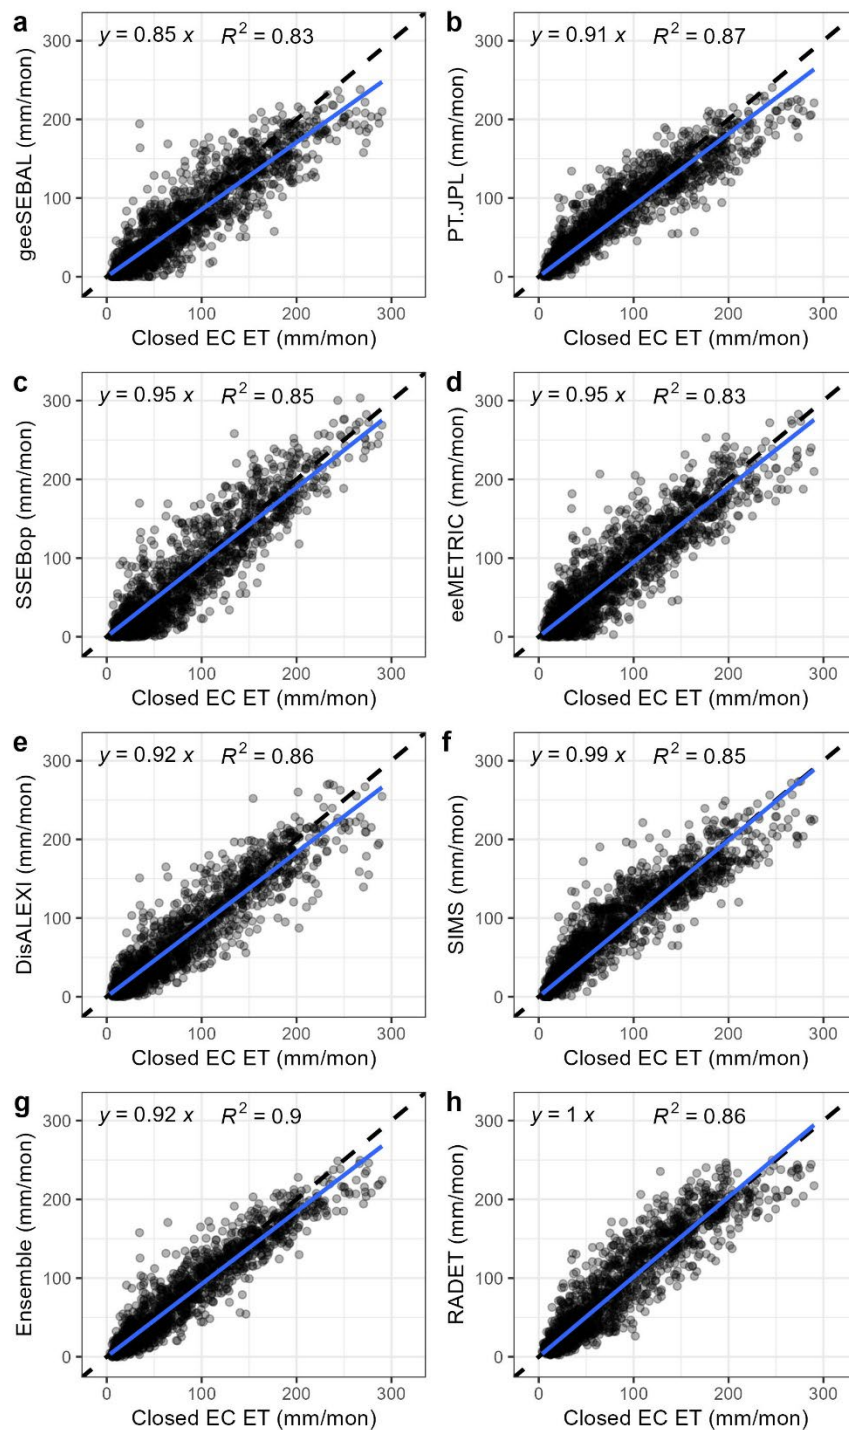 a
y = 0.85 x R² = 0.83
geeSEBAL (mm/mon)
300
200
100
0
0 100 200 300
Closed EC ET (mm/mon)
b
y = 0.91 x R² = 0.87
PT.JPL (mm/mon)
300
200
100
0
0 100 200 300
Closed EC ET (mm/mon)
c
y = 0.95 x R² = 0.85
SSEBop (mm/mon)
300
200
100
0
0 100 200 300
Closed EC ET (mm/mon)
d
y = 0.95 x R² = 0.83
eeMETRIC (mm/mon)
300
200
100
0
0 100 200 300
Closed EC ET (mm/mon)
e
y = 0.92 x R² = 0.86
DisALEXI (mm/mon)
300
200
100
0
0 100 200 300
Closed EC ET (mm/mon)
f
y = 0.99 x R² = 0.85
SIMS (mm/mon)
300
200
100
0
0 100 200 300
Closed EC ET (mm/mon)
g
y = 0.92 x R² = 0.9
Ensemble (mm/mon)
300
200
100
0
0 100 200 300
Closed EC ET (mm/mon)
h
y = 1 x R² = 0.86
RADET (mm/mon)
300
200
100
0
0 100 200 300
Closed EC ET (mm/mon)